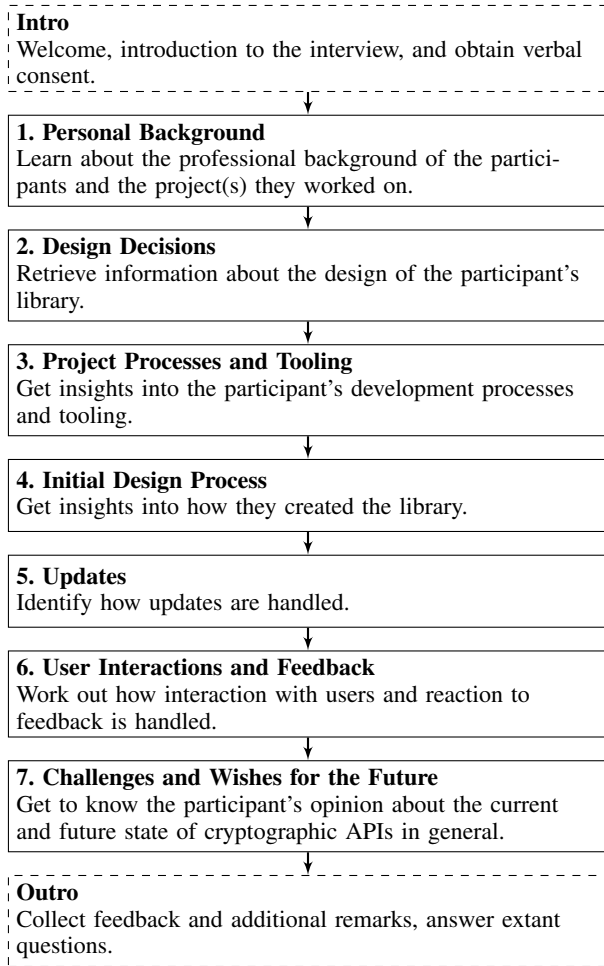 Intro
Welcome, introduction to the interview, and obtain verbal
consent.
1. Personal Background
Learn about the professional background of the partici-
pants and the project(s) they worked on.
2. Design Decisions
Retrieve information about the design of the participant's
library.
3. Project Processes and Tooling
Get insights into the participant's development processes
and tooling.
4. Initial Design Process
Get insights into how they created the library.
5. Updates
Identify how updates are handled.
6. User Interactions and Feedback
Work out how interaction with users and reaction to
feedback is handled.
7. Challenges and Wishes for the Future
Get to know the participant's opinion about the current
and future state of cryptographic APIs in general.
Outro
Collect feedback and additional remarks, answer extant
questions.